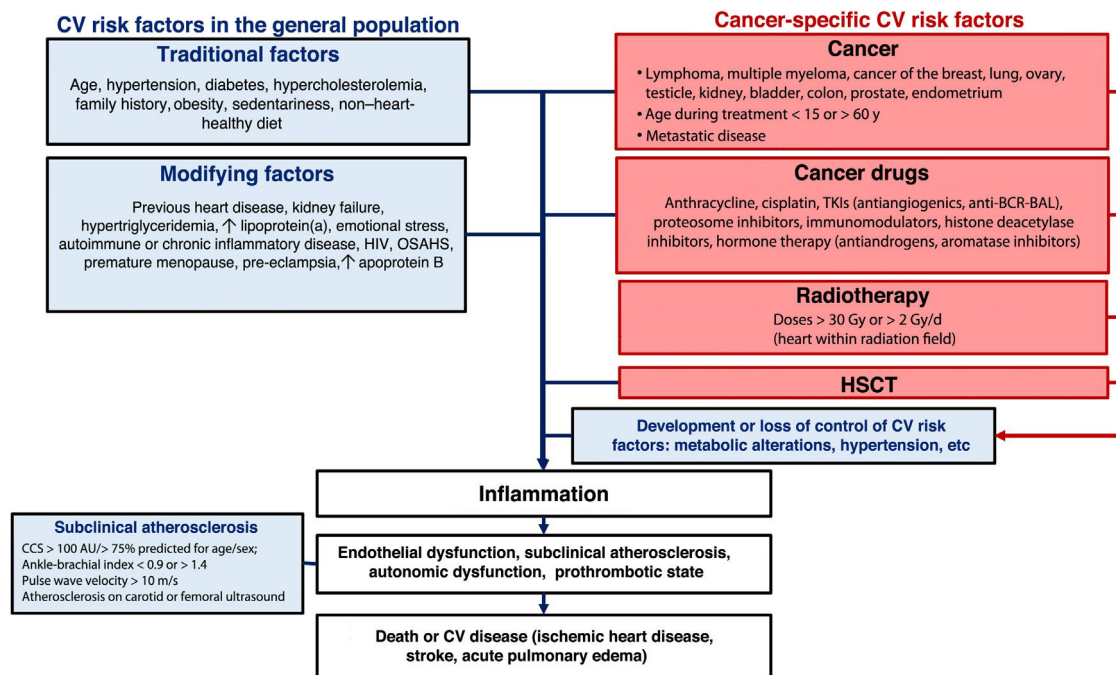 CV risk factors in the general population
Traditional factors
Age, hypertension, diabetes, hypercholesterolemia,
family history, obesity, sedentariness, non–heart-
healthy diet
Modifying factors
Previous heart disease, kidney failure,
hypertriglyceridemia, ↑ lipoprotein(a), emotional stress,
autoimmune or chronic inflammatory disease, HIV, OSAHS,
premature menopause, pre-eclampsia,↑ apoprotein B
Cancer-specific CV risk factors
Cancer
• Lymphoma, multiple myeloma, cancer of the breast, lung, ovary,
testicle, kidney, bladder, colon, prostate, endometrium
• Age during treatment < 15 or > 60 y
• Metastatic disease
Cancer drugs
Anthracycline, cisplatin, TKIs (antiangiogenics, anti-BCR-BAL),
proteosome inhibitors, immunomodulators, histone deacetylase
inhibitors, hormone therapy (antiandrogens, aromatase inhibitors)
Radiotherapy
Doses > 30 Gy or > 2 Gy/d
(heart within radiation field)
HSCT
Development or loss of control of CV risk
factors: metabolic alterations, hypertension, etc
Inflammation
Subclinical atherosclerosis
CCS > 100 AU/> 75% predicted for age/sex;
Ankle-brachial index < 0.9 or > 1.4
Pulse wave velocity > 10 m/s
Atherosclerosis on carotid or femoral ultrasound
Endothelial dysfunction, subclinical atherosclerosis,
autonomic dysfunction, prothrombotic state
Death or CV disease (ischemic heart disease,
stroke, acute pulmonary edema)